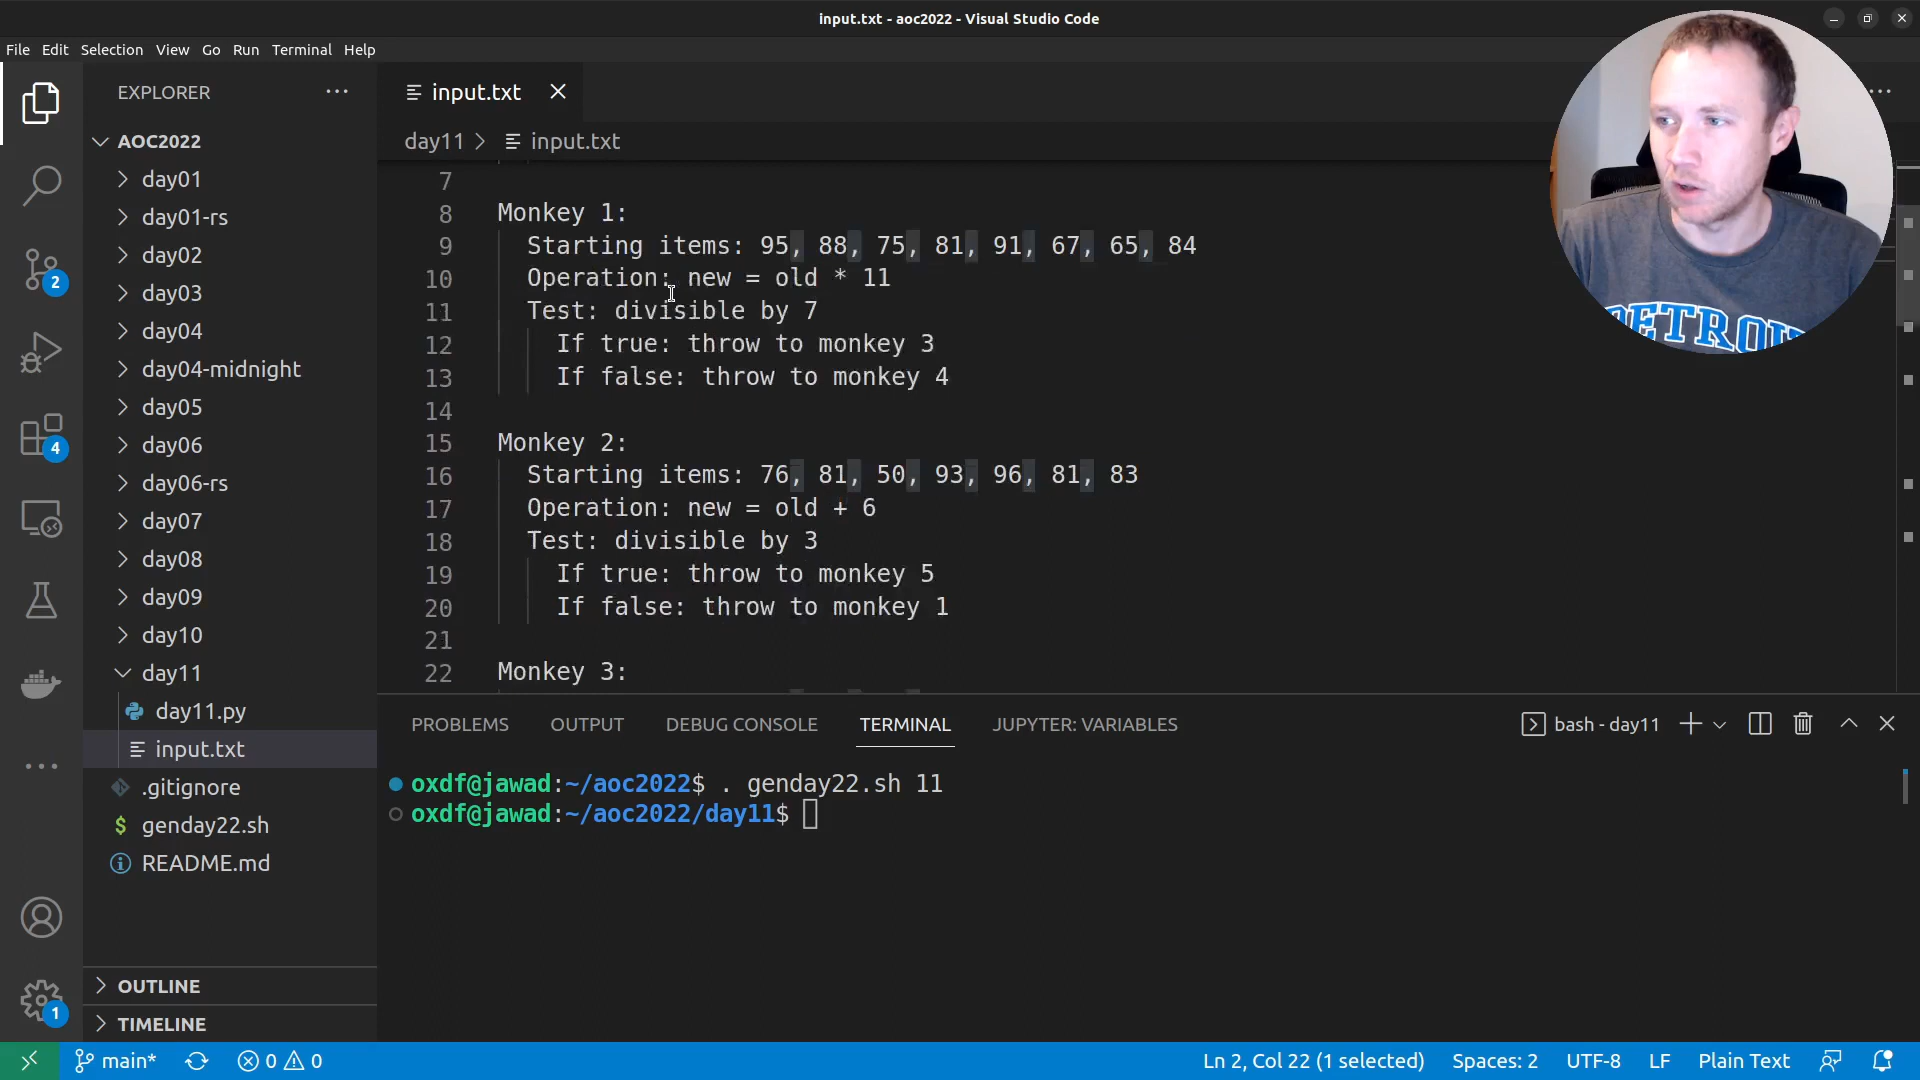 input.txt - aoc2022 - Visual Studio Code
File Edit Selection View Go Run Terminal Help
EXPLORER
AOC2022
day01
day01-rs
day02
day03
day04
day04-midnight
day05
day06
day06-rs
day07
day08
day09
day10
day11
day11.py
input.txt
.gitignore
genday22.sh
README.md
OUTLINE
TIMELINE
2
4
1
input.txt
day11 > input.txt
7
8 Monkey 1:
9 Starting items: 95, 88, 75, 81, 91, 67, 65, 84
10 Operation: new = old * 11
11 Test: divisible by 7
12 If true: throw to monkey 3
13 If false: throw to monkey 4
14
15 Monkey 2:
16 Starting items: 76, 81, 50, 93, 96, 81, 83
17 Operation: new = old + 6
18 Test: divisible by 3
19 If true: throw to monkey 5
20 If false: throw to monkey 1
21
22 Monkey 3:
PROBLEMS OUTPUT DEBUG CONSOLE TERMINAL JUPYTER: VARIABLES
bash - day11
oxdf@jawad:~/aoc2022$ . genday22.sh 11
oxdf@jawad:~/aoc2022/day11$
main* 0 0 Ln 2, Col 22 (1 selected) Spaces: 2 UTF-8 LF Plain Text